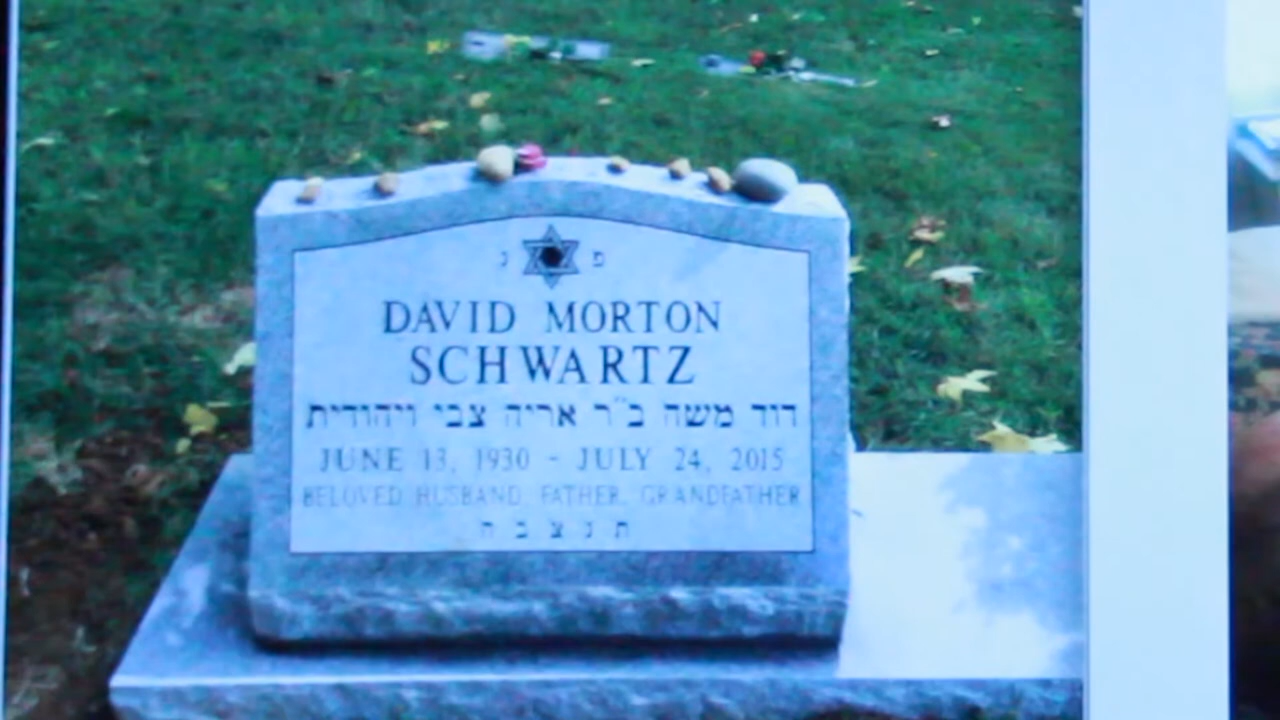 פ נ
DAVID MORTON
SCHWARTZ
דוד משה ב״ר אריה צבי ויהודית
JUNE 13, 1930 - JULY 24, 2015
BELOVED HUSBAND, FATHER, GRANDFATHER
ת נ צ ב ה